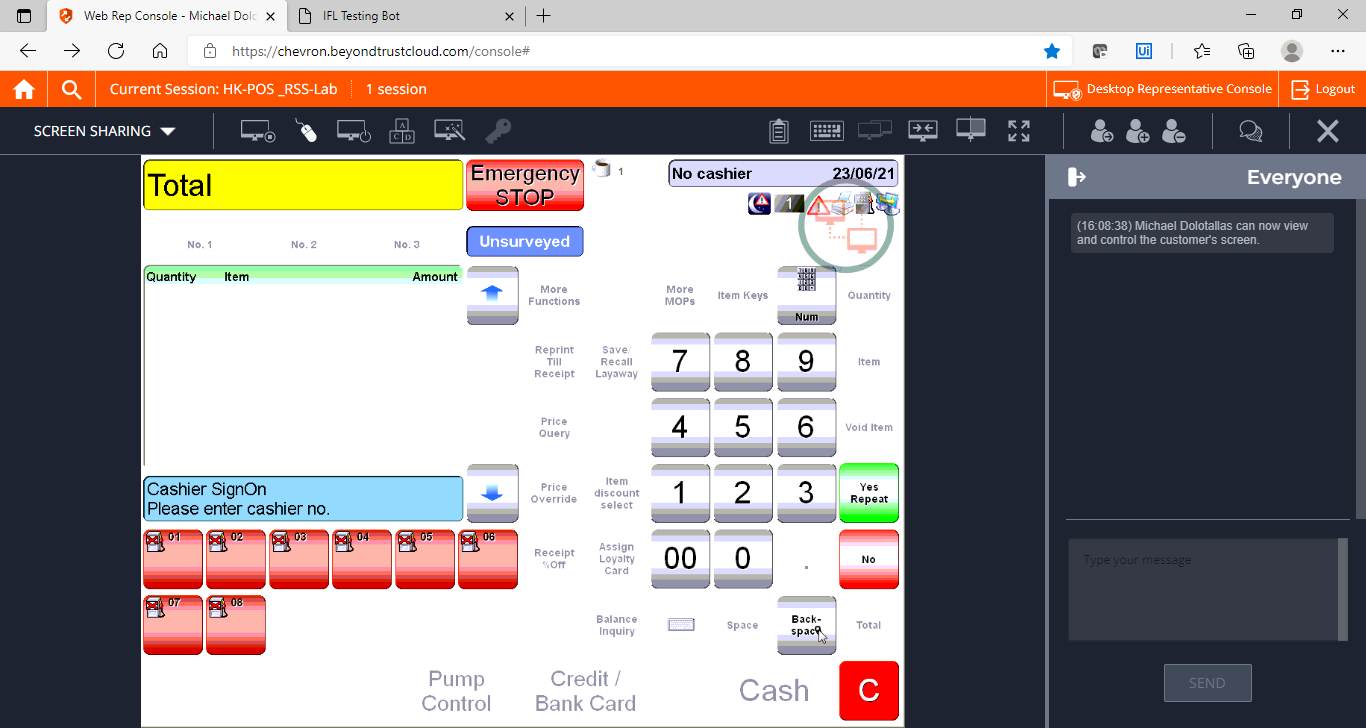 Web Rep Console - Michael Dolo
IFL Testing Bot
https://chevron.beyondtrustcloud.com/console#
Ui
Current Session: HK-POS _RSS-Lab
1 session
Desktop Representative Console
Logout
SCREEN SHARING
A
C D
Total
Emergency
STOP
1
No cashier 23/06/21
1
No. 1 No. 2 No. 3
Unsurveyed
Quantity Item Amount
More
Functions
More
MOPs
Item Keys
Num
Quantity
Reprint
Till
Receipt
Save/
Recall
Layaway
7
8
9
Item
Price
Query
4
5
6
Void Item
Cashier SignOn
Please enter cashier no.
Price
Override
Item
discount
select
1
2
3
Yes
Repeat
01
02
03
04
05
06
Receipt
%Off
Assign
Loyalty
Card
00
0
.
No
07
08
Balance
Inquiry
Space
Back-
space
Total
Pump
Control
Credit /
Bank Card
Cash
C
Everyone
(16:08:38) Michael Dolotallas can now view
and control the customer's screen.
Type your message
SEND